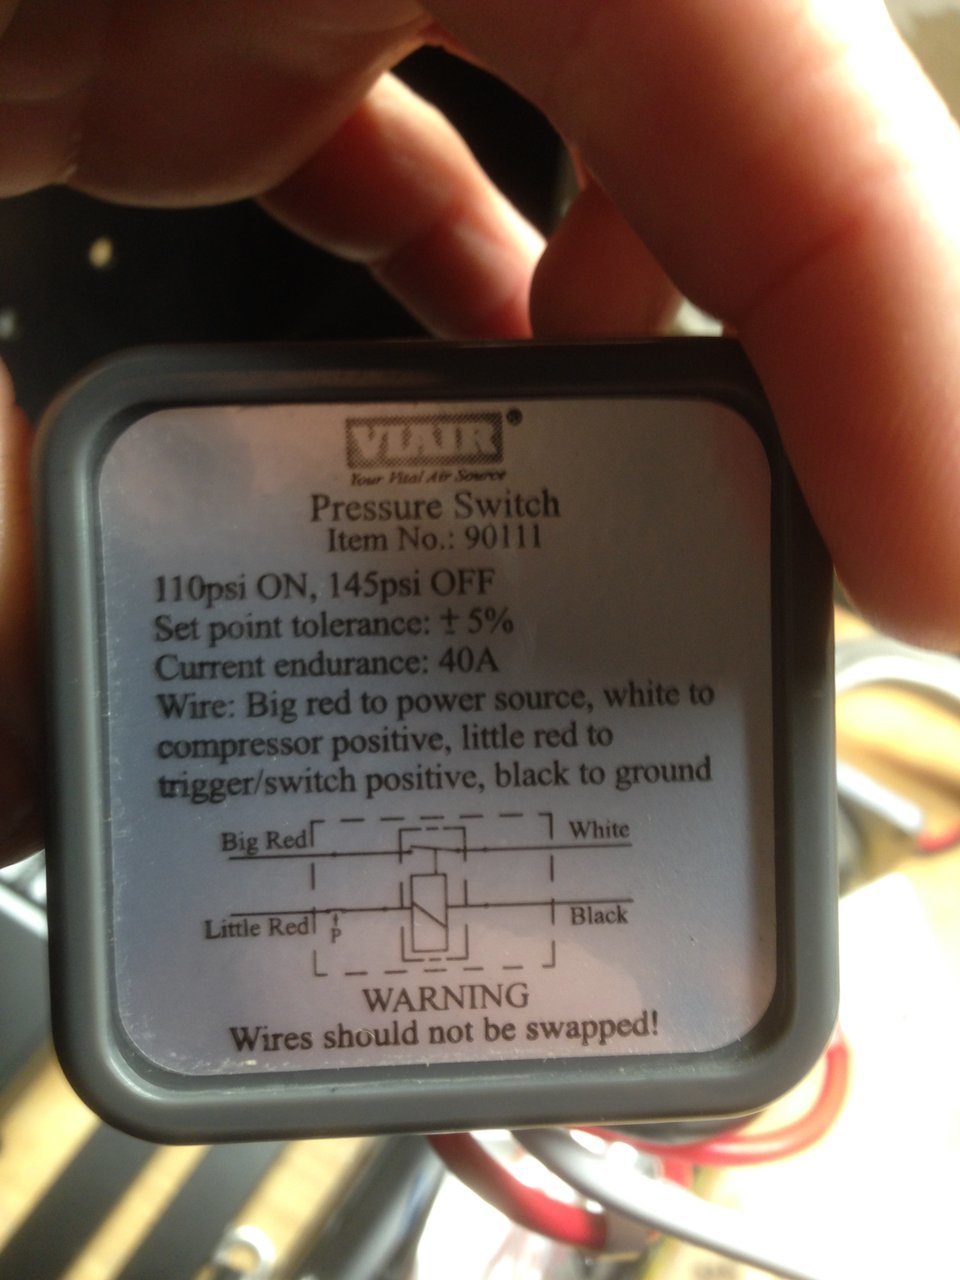 VIAIR®
Your Vital Air Source
Pressure Switch
Item No.: 90111
110psi ON, 145psi OFF
Set point tolerance: ± 5%
Current endurance: 40A
Wire: Big red to power source, white to
compressor positive, little red to
trigger/switch positive, black to ground
Big Red White
Little Red P Black
WARNING
Wires should not be swapped!